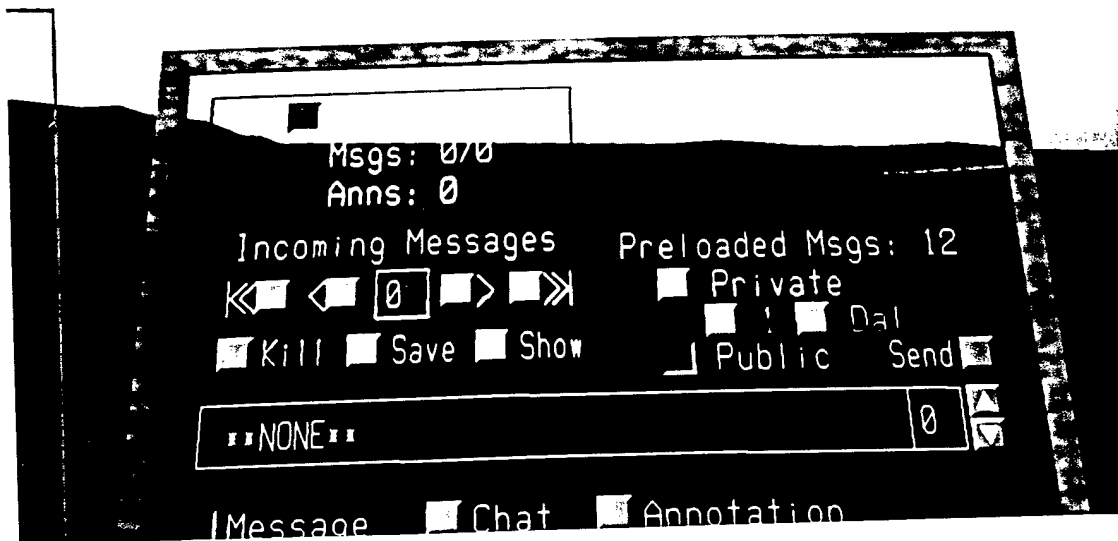 Msgs: 0/0
Anns: 0
Incoming Messages
Preloaded Msgs: 12
0
Private
Dal
Kill Save Show
Public Send
**NONE** 0
Message Chat Annotation